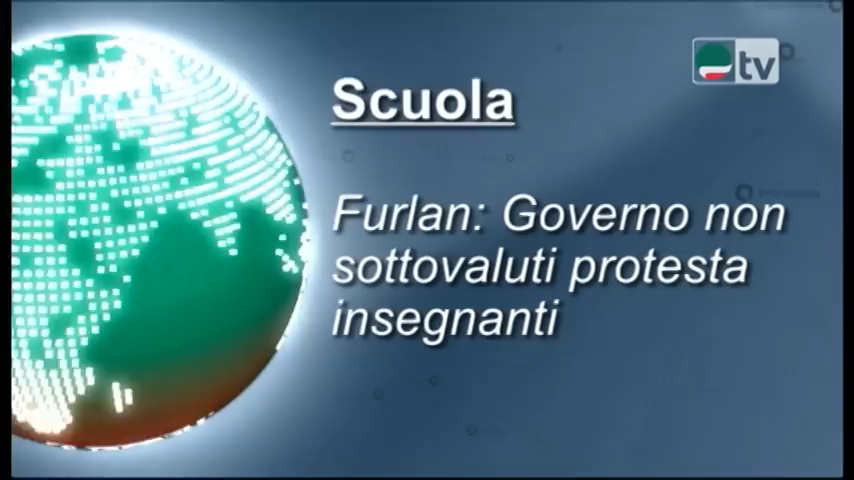 tv
Scuola
Furlan: Governo non
sottovaluti protesta
insegnanti